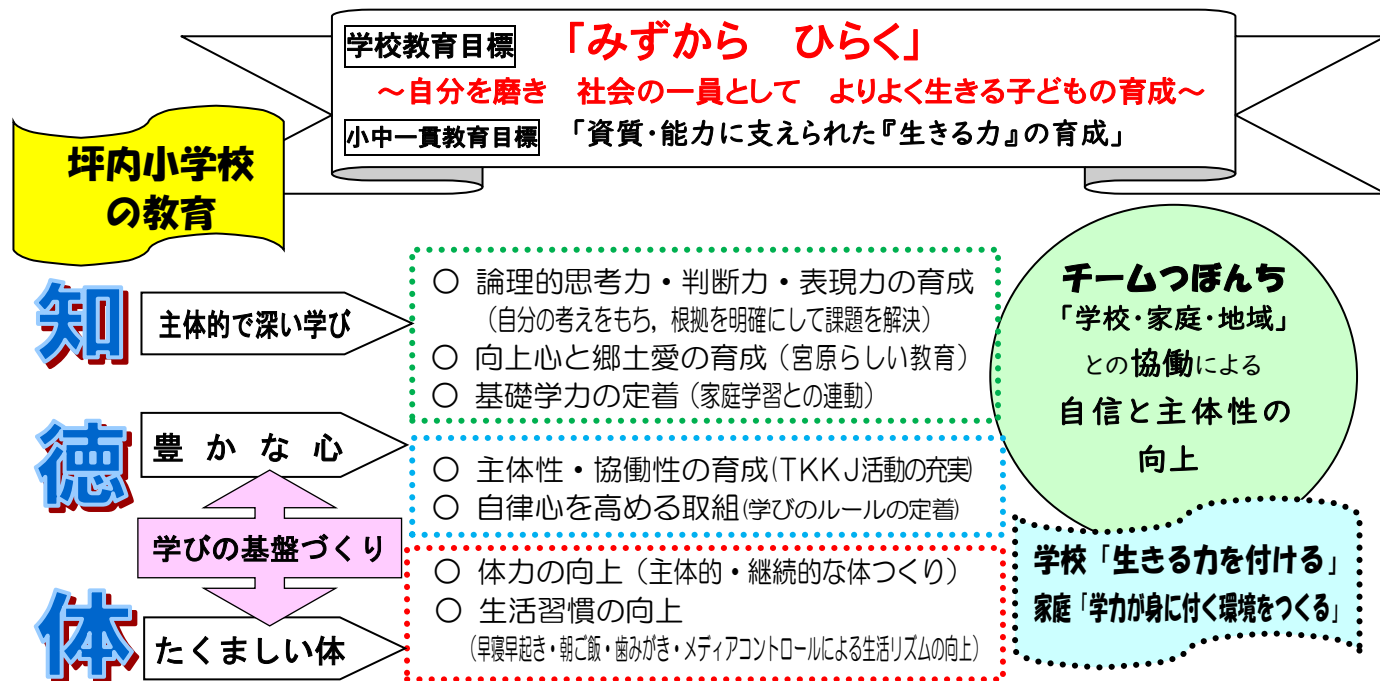 学校教育目標 「みずから ひらく」
～自分を磨き 社会の一員として よりよく生きる子どもの育成～
小中一貫教育目標 「資質・能力に支えられた『生きる力』の育成」
坪内小学校
の教育
知
主体的で深い学び
○ 論理的思考力・判断力・表現力の育成
（自分の考えをもち，根拠を明確にして課題を解決）
○ 向上心と郷土愛の育成（宮原らしい教育）
○ 基礎学力の定着（家庭学習との連動）
徳
豊かな心
○ 主体性・協働性の育成(TKKJ活動の充実)
○ 自律心を高める取組(学びのルールの定着)
学びの基盤づくり
体
たくましい体
○ 体力の向上（主体的・継続的な体つくり）
○ 生活習慣の向上
（早寝早起き・朝ご飯・歯みがき・メディアコントロールによる生活リズムの向上）
チームつぼんち
「学校・家庭・地域」
との協働による
自信と主体性の
向上
学校「生きる力を付ける」
家庭「学力が身に付く環境をつくる」